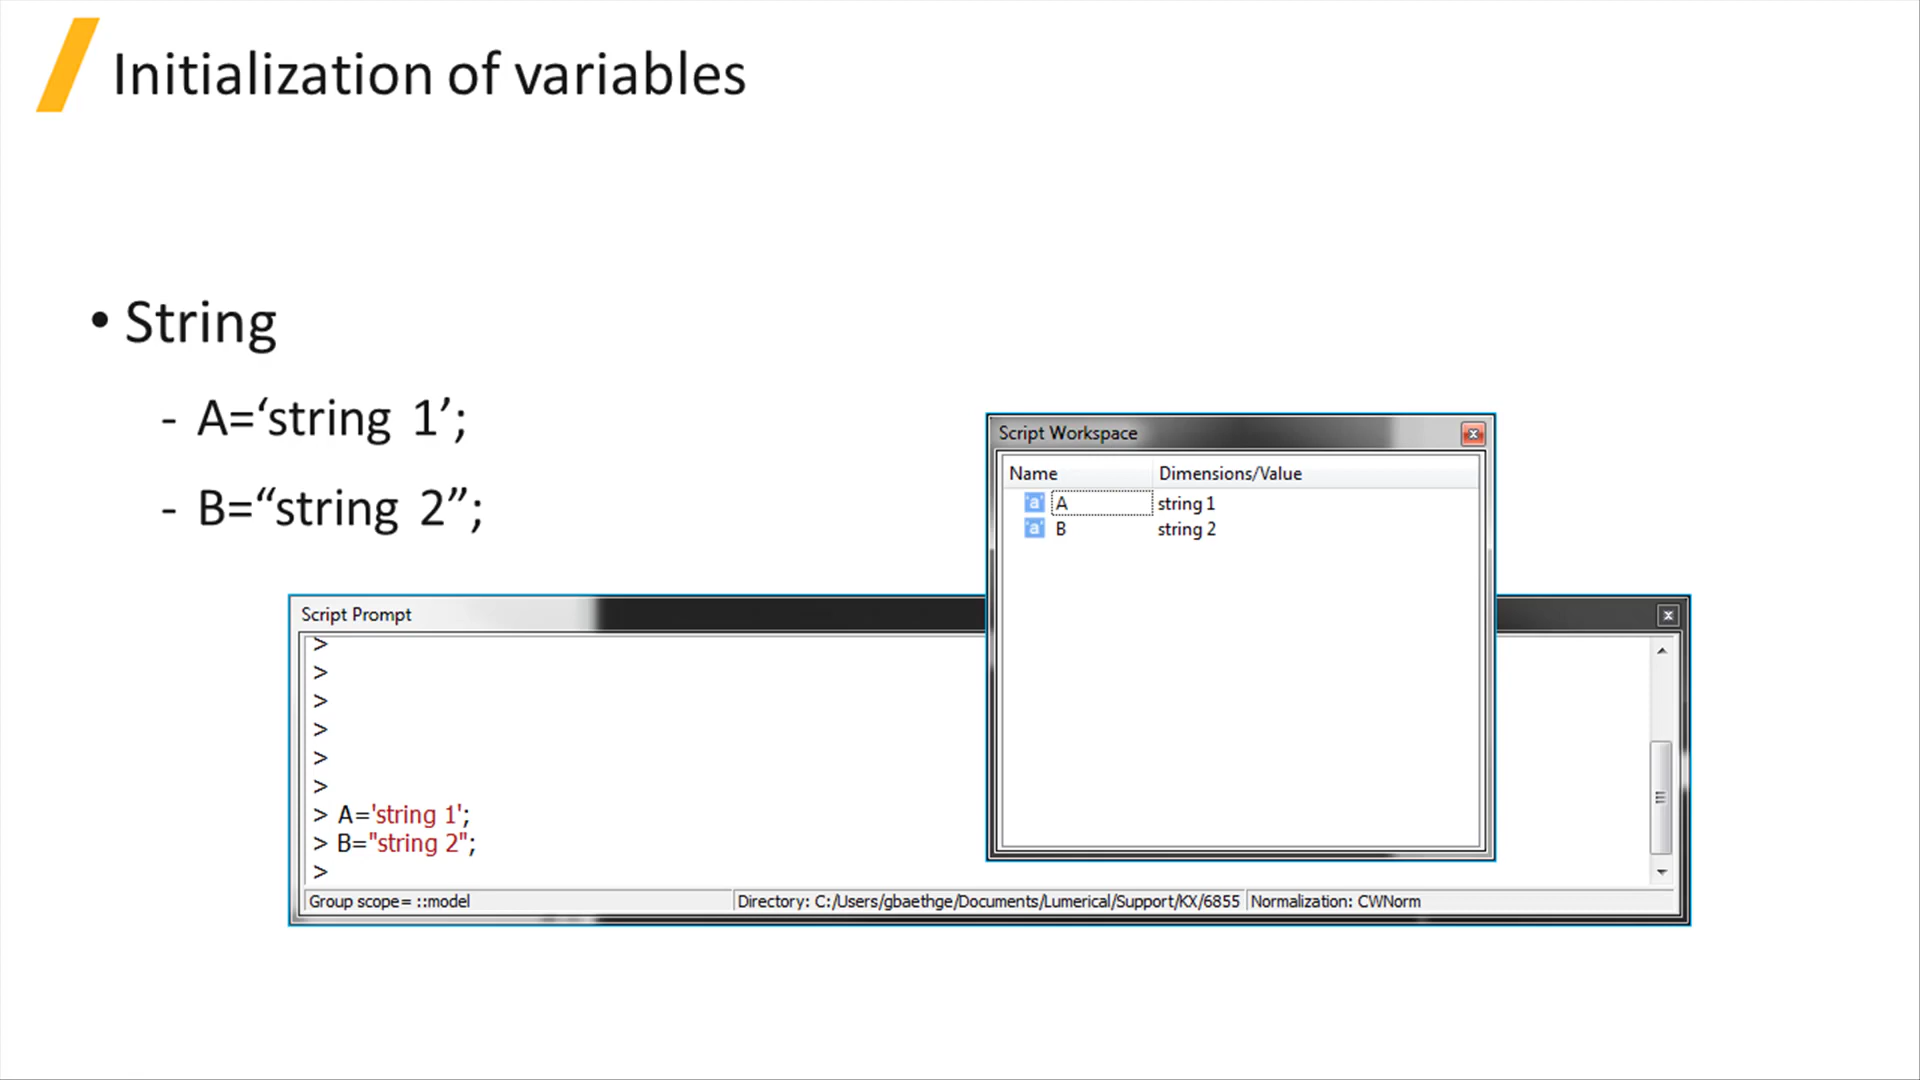 Initialization of variables
• String
- A=‘string 1’;
- B=“string 2”;
Script Workspace
Name Dimensions/Value
'a' A string 1
'a' B string 2
Script Prompt
>
>
>
>
>
>
> A='string 1';
> B="string 2";
>
Group scope= ::model Directory: C:/Users/gbaethge/Documents/Lumerical/Support/KX/6855 Normalization: CWNorm